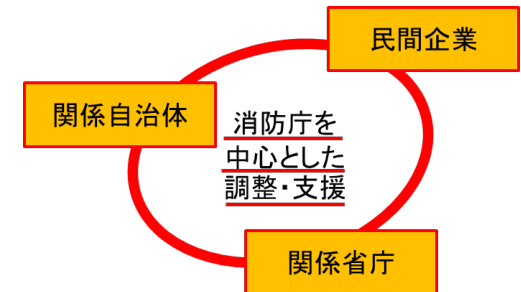 民間企業
関係自治体
消防庁を
中心とした
調整・支援
関係省庁